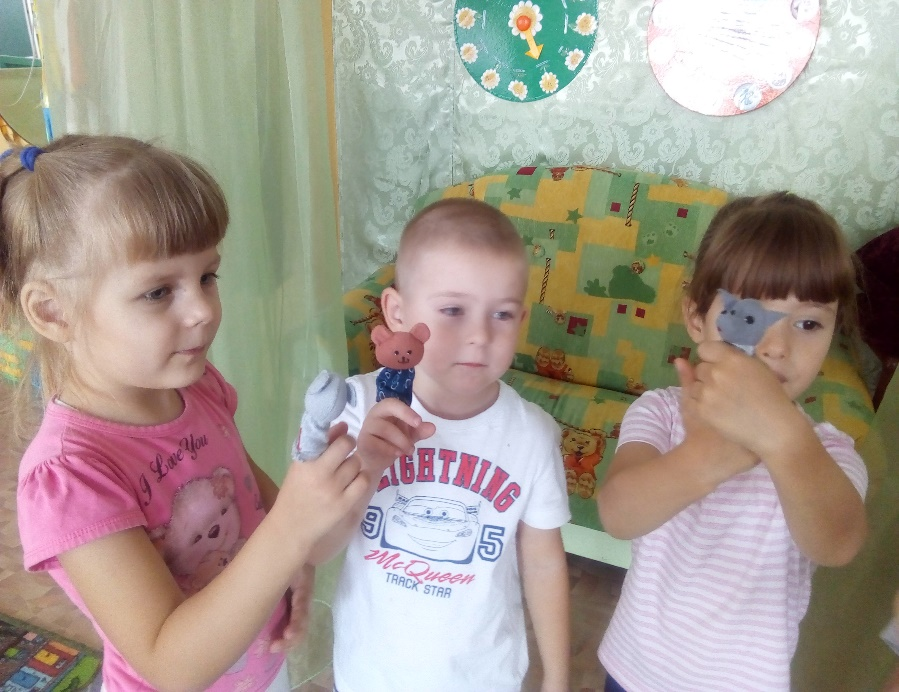 I Love You
LIGHTNING
95
McQueen
TRACK STAR